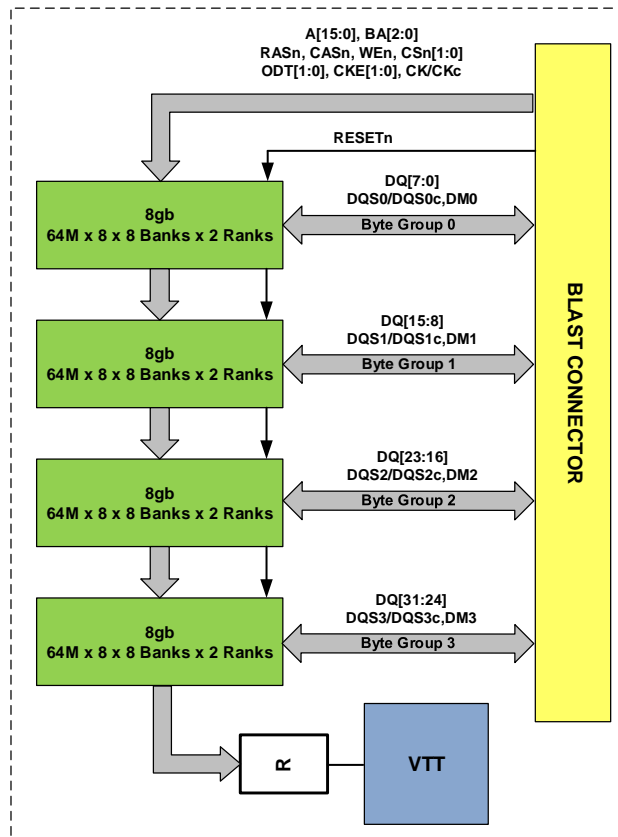 A[15:0], BA[2:0]
RASn, CASn, WEn, CSn[1:0]
ODT[1:0], CKE[1:0], CK/CKc
RESETn
8gb
64M x 8 x 8 Banks x 2 Ranks
DQ[7:0]
DQS0/DQS0c,DM0
Byte Group 0
8gb
64M x 8 x 8 Banks x 2 Ranks
DQ[15:8]
DQS1/DQS1c,DM1
Byte Group 1
8gb
64M x 8 x 8 Banks x 2 Ranks
DQ[23:16]
DQS2/DQS2c,DM2
Byte Group 2
8gb
64M x 8 x 8 Banks x 2 Ranks
DQ[31:24]
DQS3/DQS3c,DM3
Byte Group 3
BLAST CONNECTOR
R
VTT